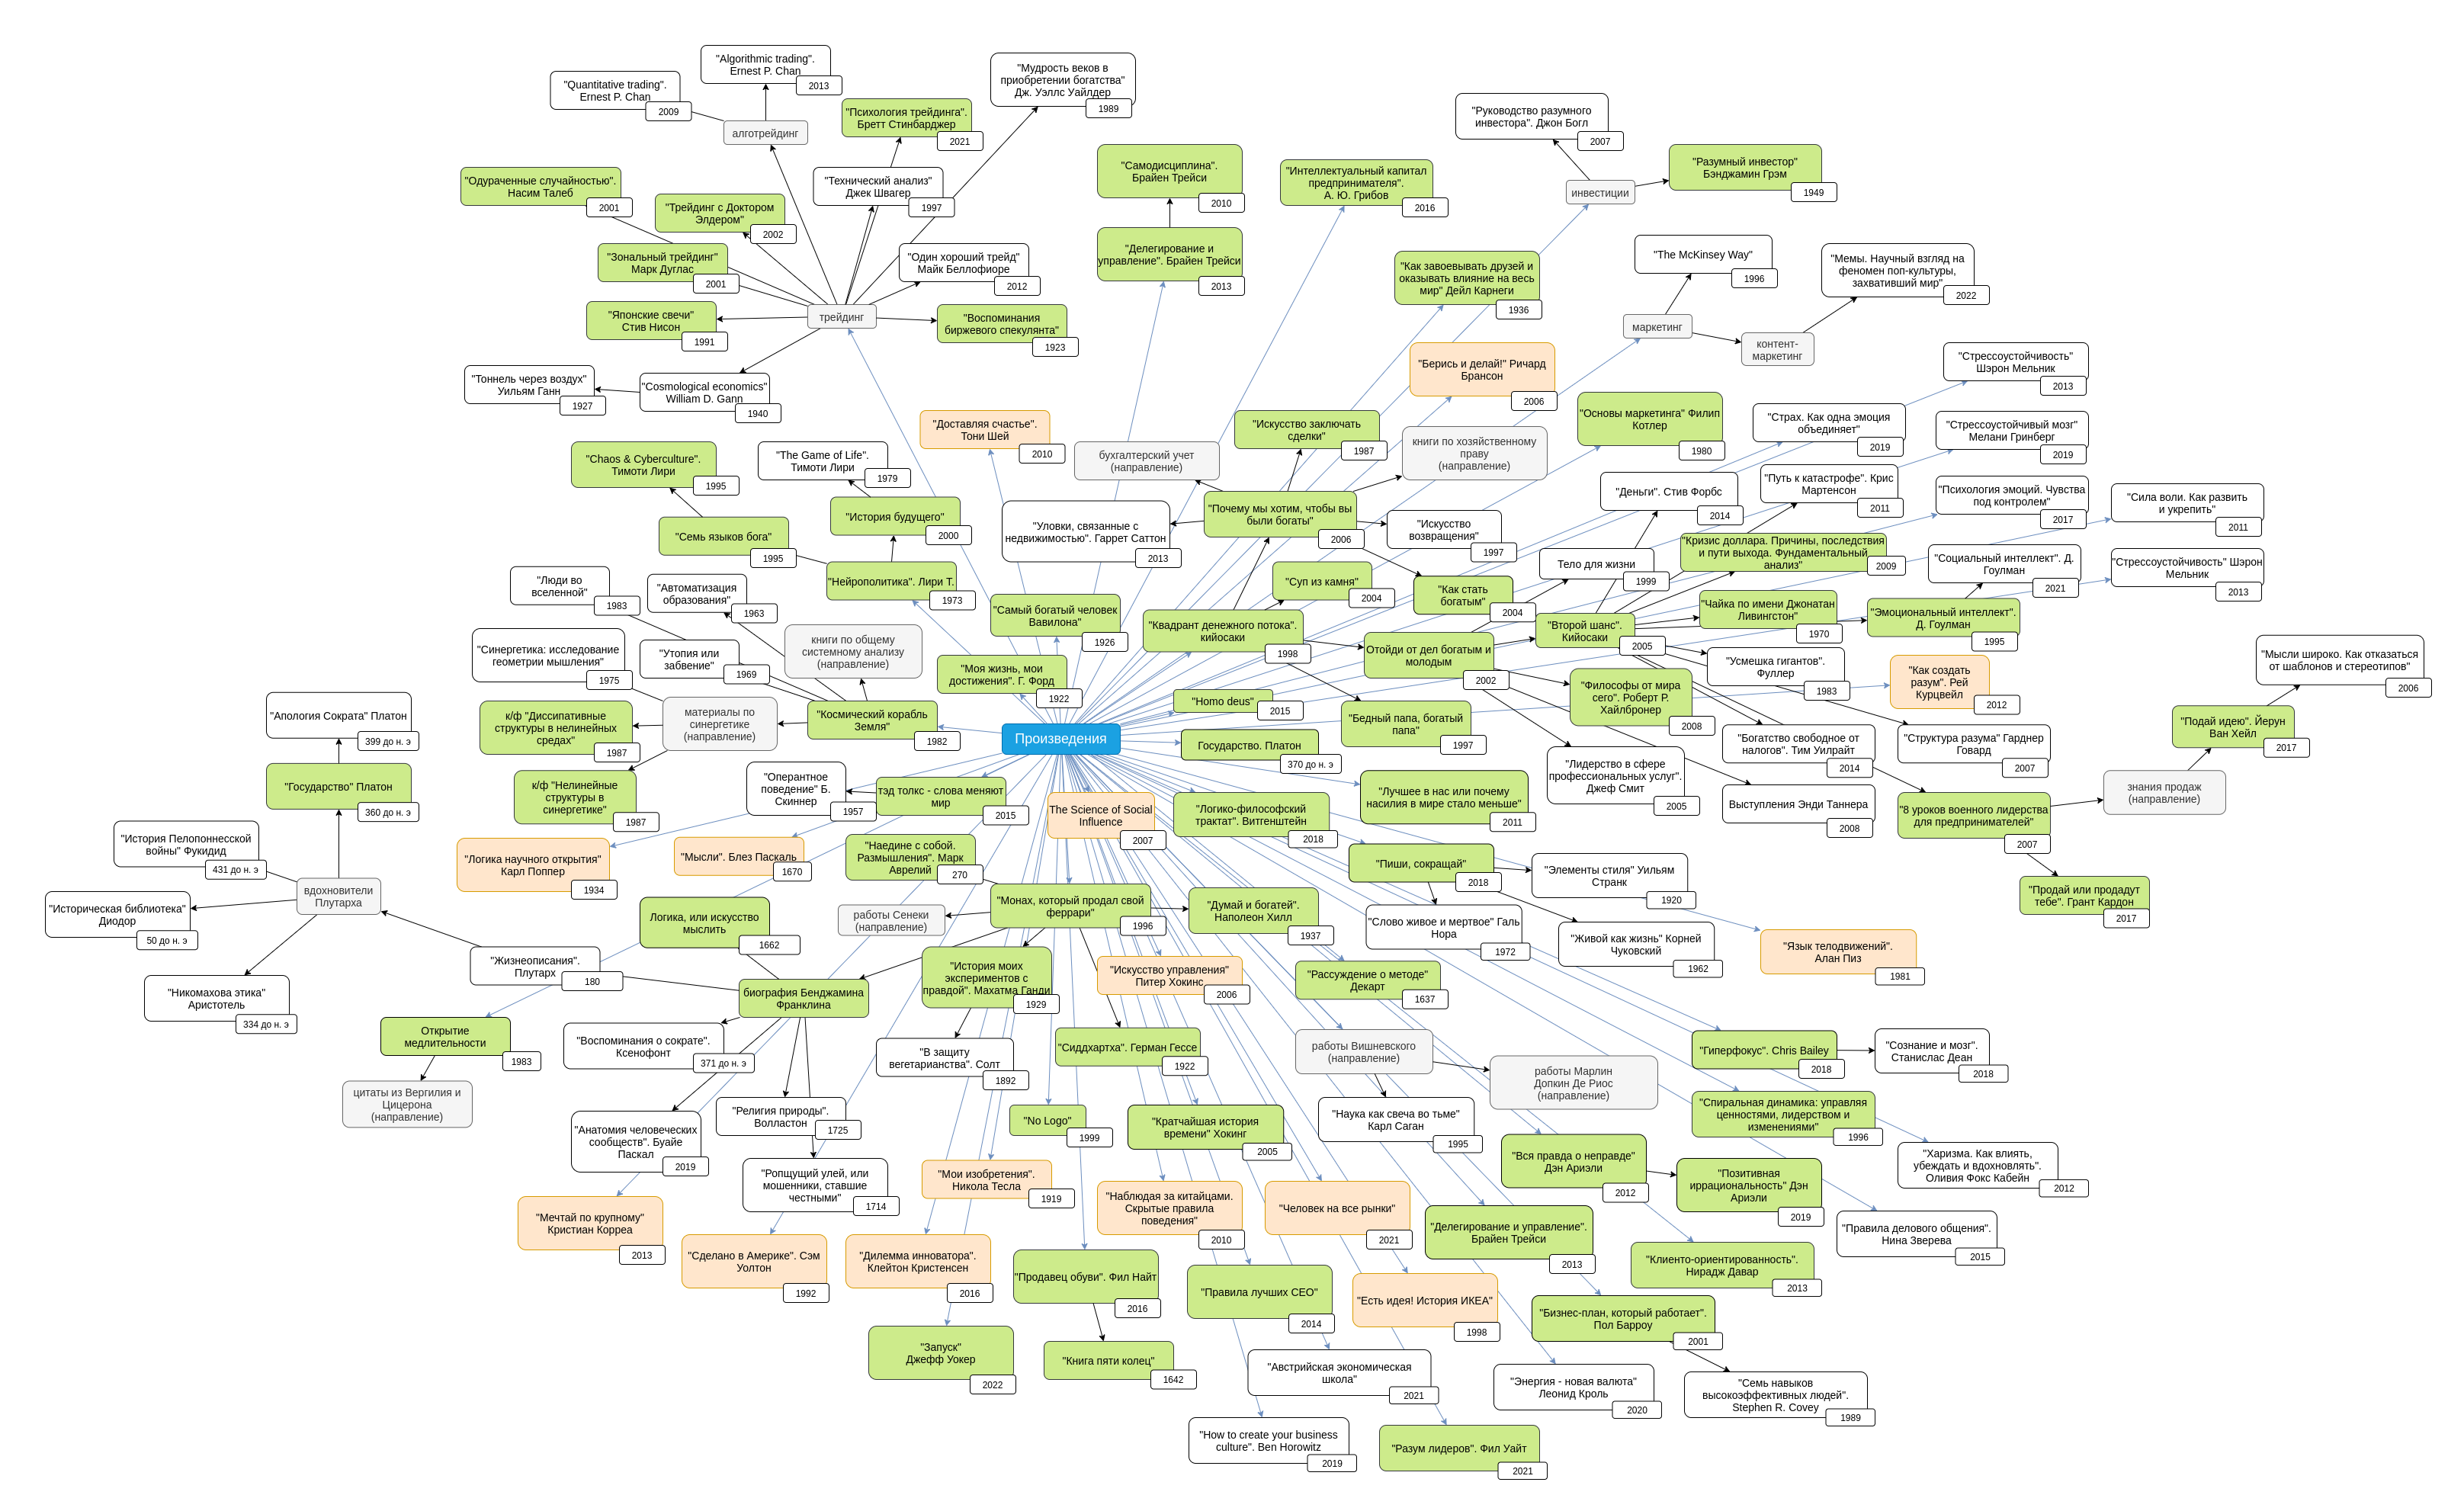 "Algorithmic trading".
Ernest P. Chan
2013
"Quantitative trading".
Ernest P. Chan
2009
алготрейдинг
"Мудрость веков в
приобретении богатства"
Дж. Уэллс Уайлдер
1989
"Психология трейдинга".
Бретт Стинбарджер
2021
"Технический анализ"
Джек Швагер
1997
"Одураченные случайностью".
Насим Талеб
2001
"Трейдинг с Доктором
Элдером"
2002
"Зональный трейдинг"
Марк Дуглас
2001
"Один хороший трейд"
Майк Беллофиоре
2012
"Японские свечи"
Стив Нисон
1991
трейдинг
"Воспоминания
биржевого спекулянта"
1923
"Тоннель через воздух"
Уильям Ганн
1927
"Cosmological economics"
William D. Gann
1940
"Самодисциплина".
Брайен Трейси
2010
"Делегирование и
управление". Брайен Трейси
2013
"Интеллектуальный капитал
предпринимателя".
А. Ю. Грибов
2016
"Руководство разумного
инвестора". Джон Богл
2007
"Разумный инвестор"
Бэнджамин Грэм
1949
инвестиции
"Как завоевывать друзей и
оказывать влияние на весь
мир" Дейл Карнеги
1936
"The McKinsey Way"
1996
"Мемы. Научный взгляд на
феномен поп-культуры,
захвативший мир"
2022
маркетинг
контент-
маркетинг
"Берись и делай!" Ричард
Брансон
2006
"Стрессоустойчивость"
Шэрон Мельник
2013
"Доставляя счастье".
Тони Шей
2010
"Искусство заключать
сделки"
1987
"Основы маркетинга" Филип
Котлер
1980
"Страх. Как одна эмоция
объединяет"
2019
"Стрессоустойчивый мозг"
Мелани Гринберг
2019
бухгалтерский учет
(направление)
книги по хозяйственному
праву
(направление)
"Chaos & Cyberculture".
Тимоти Лири
1995
"The Game of Life".
Тимоти Лири
1979
"История будущего"
2000
"Семь языков бога"
1995
"Нейрополитика". Лири Т.
1973
"Уловки, связанные с
недвижимостью". Гаррет Саттон
2013
"Почему мы хотим, чтобы вы
были богаты"
2006
"Искусство
возвращения"
1997
"Деньги". Стив Форбс
2014
"Путь к катастрофе". Крис
Мартенсон
2011
"Психология эмоций. Чувства
под контролем"
2017
"Сила воли. Как развить
и укрепить"
2011
"Кризис доллара. Причины, последствия
и пути выхода. Фундаментальный
анализ"
2009
"Социальный интеллект". Д.
Гоулман
2021
"Стрессоустойчивость" Шэрон
Мельник
2013
Тело для жизни
1999
"Суп из камня"
2004
"Как стать
богатым"
2004
"Люди во
вселенной"
1983
"Автоматизация
образования"
1963
"Самый богатый человек
Вавилона"
1926
"Квадрант денежного потока".
кийосаки
1998
Отойди от дел богатым и
молодым
2002
"Второй шанс".
Кийосаки
2005
"Чайка по имени Джонатан
Ливингстон"
1970
"Эмоциональный интеллект".
Д. Гоулман
1995
"Синергетика: исследование
геометрии мышления"
1975
"Утопия или
забвение"
1969
книги по общему
системному анализу
(направление)
"Моя жизнь, мои
достижения". Г. Форд
1922
"Усмешка гигантов".
Фуллер
1983
"Как создать
разум". Рей
Курцвейл
2012
"Мысли широко. Как отказаться
от шаблонов и стереотипов"
2006
"Философы от мира
сего". Роберт Р.
Хайлбронер
2008
"Homo deus"
2015
"Бедный папа, богатый
папа"
1997
"Апология Сократа" Платон
399 до н. э
к/ф "Диссипативные
структуры в нелинейных
средах"
1987
материалы по
синергетике
(направление)
"Космический корабль
Земля"
1982
Произведения
Государство. Платон
370 до н. э
"Богатство свободное от
налогов". Тим Уилрайт
2014
"Структура разума" Гарднер
Говард
2007
"Подай идею". Йерун
Ван Хейл
2017
"Лидерство в сфере
профессиональных услуг".
Джеф Смит
2005
Выступления Энди Таннера
2008
"8 уроков военного лидерства
для предпринимателей"
2007
знания продаж
(направление)
"Продай или продадут
тебе". Грант Кардон
2017
"Государство" Платон
360 до н. э
к/ф "Нелинейные
структуры в
синергетике"
1987
"Оперантное
поведение" Б.
Скиннер
1957
тэд толкс - слова меняют
мир
2015
The Science of Social
Influence
2007
"Логико-философский
трактат". Витгенштейн
2018
"Лучшее в нас или почему
насилия в мире стало меньше"
2011
"История Пелопоннесской
войны" Фукидид
431 до н. э
"Логика научного открытия"
Карл Поппер
1934
"Мысли". Блез Паскаль
1670
"Наедине с собой.
Размышления". Марк
Аврелий
270
"Пиши, сокращай"
2018
"Элементы стиля" Уильям
Странк
1920
вдохновители
Плутарха
"Историческая библиотека"
Диодор
50 до н. э
Логика, или искусство
мыслить
1662
работы Сенеки
(направление)
"Монах, который продал свой
феррари"
1996
"Думай и богатей".
Наполеон Хилл
1937
"Слово живое и мертвое" Галь
Нора
1972
"Живой как жизнь" Корней
Чуковский
1962
"Язык телодвижений".
Алан Пиз
1981
"Никомахова этика"
Аристотель
334 до н. э
"Жизнеописания".
Плутарх
180
биография Бенджамина
Франклина
"История моих
экспериментов с
правдой". Махатма Ганди
1929
"Искусство управления"
Питер Хокинс
2006
"Рассуждение о методе"
Декарт
1637
Открытие
медлительности
1983
"Воспоминания о сократе".
Ксенофонт
371 до н. э
"В защиту
вегетарианства". Солт
1892
"Сиддхартха". Герман Гессе
1922
работы Вишневского
(направление)
работы Марлин
Допкин Де Риос
(направление)
"Гиперфокус". Chris Bailey
2018
"Сознание и мозг".
Станислас Деан
2018
цитаты из Вергилия и
Цицерона
(направление)
"Анатомия человеческих
сообществ". Буайе
Паскал
2019
"Религия природы".
Волластон
1725
"No Logo"
1999
"Кратчайшая история
времени" Хокинг
2005
"Наука как свеча во тьме"
Карл Саган
1995
"Спиральная динамика: управляя
ценностями, лидерством и
изменениями"
1996
"Вся правда о неправде"
Дэн Ариэли
2012
"Позитивная
иррациональность" Дэн
Ариэли
2019
"Харизма. Как влиять,
убеждать и вдохновлять".
Оливия Фокс Кабейн
2012
"Ропщущий улей, или
мошенники, ставшие
честными"
1714
"Мои изобретения".
Никола Тесла
1919
"Наблюдая за китайцами.
Скрытые правила
поведения"
2010
"Человек на все рынки"
2021
"Делегирование и управление".
Брайен Трейси
2013
"Правила делового общения".
Нина Зверева
2015
"Мечтай по крупному"
Кристиан Корреа
2013
"Сделано в Америке". Сэм
Уолтон
1992
"Дилемма инноватора".
Клейтон Кристенсен
2016
"Продавец обуви". Фил Найт
2016
"Правила лучших CEO"
2014
"Есть идея! История ИКЕА"
1998
"Клиенто-ориентированность".
Нирадж Давар
2013
"Бизнес-план, который работает".
Пол Барроу
2001
"Запуск"
Джефф Уокер
2022
"Книга пяти колец"
1642
"Австрийская экономическая
школа"
2021
"Энергия - новая валюта"
Леонид Кроль
2020
"Семь навыков
высокоэффективных людей".
Stephen R. Covey
1989
"How to create your business
culture". Ben Horowitz
2019
"Разум лидеров". Фил Уайт
2021